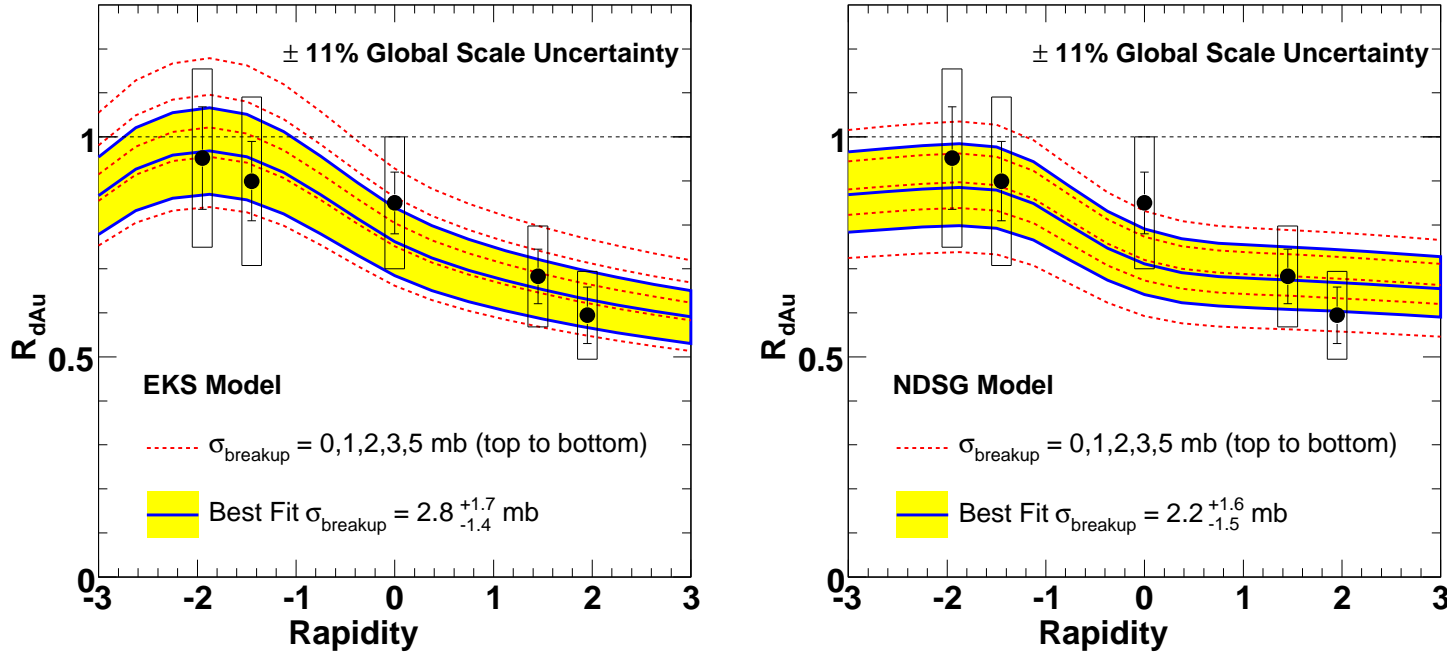 ± 11% Global Scale Uncertainty
R_dAu
1
0.5
0
EKS Model
σ_breakup = 0,1,2,3,5 mb (top to bottom)
Best Fit σ_breakup = 2.8 +1.7 -1.4 mb
-3 -2 -1 0 1 2 3
Rapidity
± 11% Global Scale Uncertainty
R_dAu
1
0.5
0
NDSG Model
σ_breakup = 0,1,2,3,5 mb (top to bottom)
Best Fit σ_breakup = 2.2 +1.6 -1.5 mb
-3 -2 -1 0 1 2 3
Rapidity